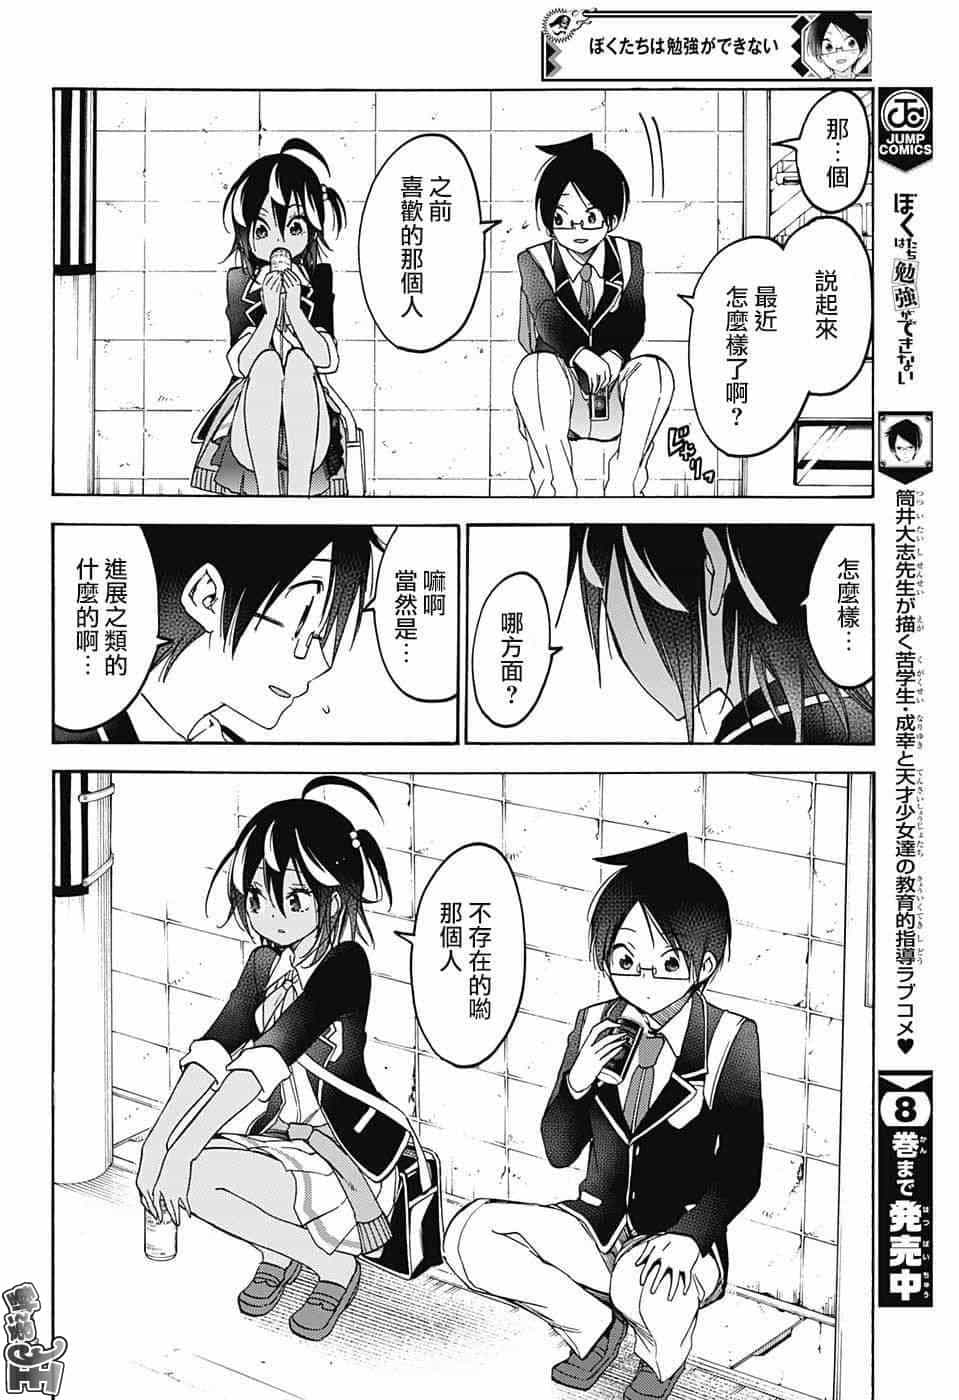 ぼくたちは勉強ができない
那…個
説起來
最近
怎麼樣了啊?
之前
喜歡的那個人
怎麼樣…
哪方面?
嘛啊
當然是…
進展之類的
什麼的啊…
不存在的喲
那個人
JUMP
COMICS
ぼくたちは勉強ができない
筒井大志先生が描く苦学生・成幸と天才少女達の教育的指導ラブコメ♥
8巻まで発売中